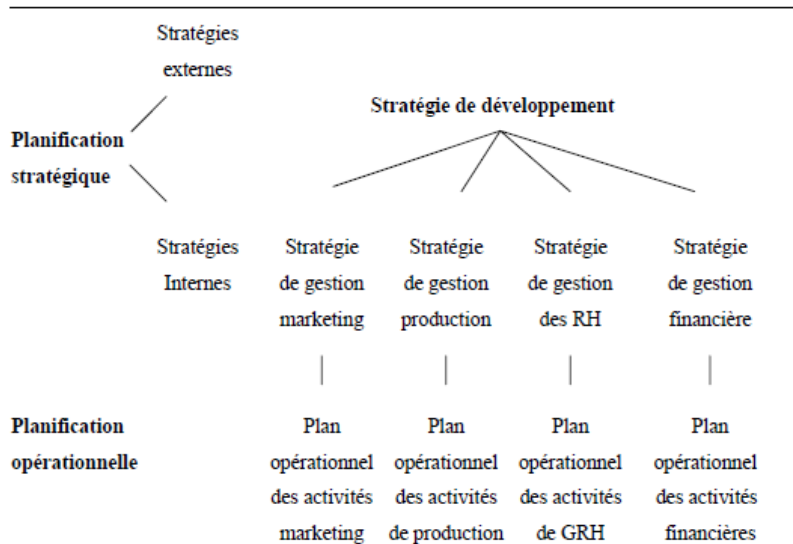 Stratégies
externes
Stratégie de développement
Planification
stratégique
Stratégies Stratégie Stratégie Stratégie Stratégie
Internes de gestion de gestion de gestion de gestion
marketing production des RH financière
Planification Plan Plan Plan Plan
opérationnelle opérationnel opérationnel opérationnel opérationnel
des activités des activités des activités des activités
marketing de production de GRH financières